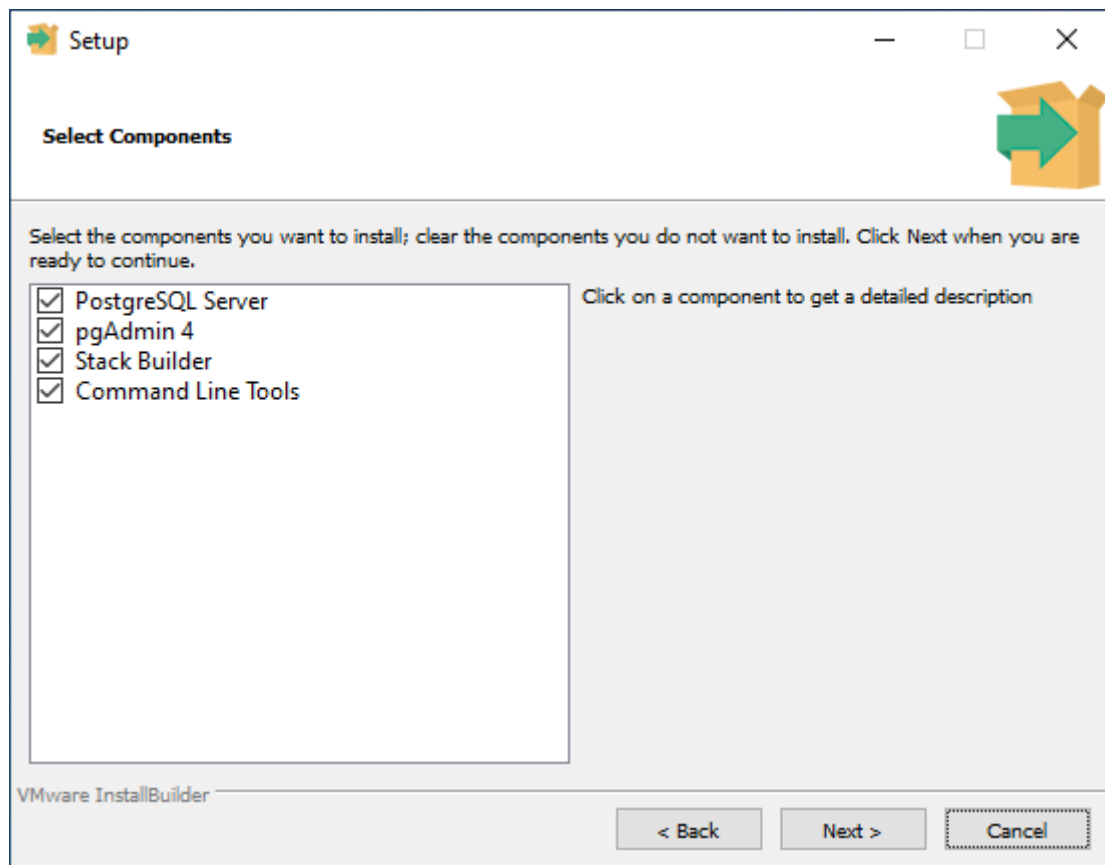 Setup
Select Components
Select the components you want to install; clear the components you do not want to install. Click Next when you are
ready to continue.
PostgreSQL Server
pgAdmin 4
Stack Builder
Command Line Tools
Click on a component to get a detailed description
VMware InstallBuilder
< Back
Next >
Cancel